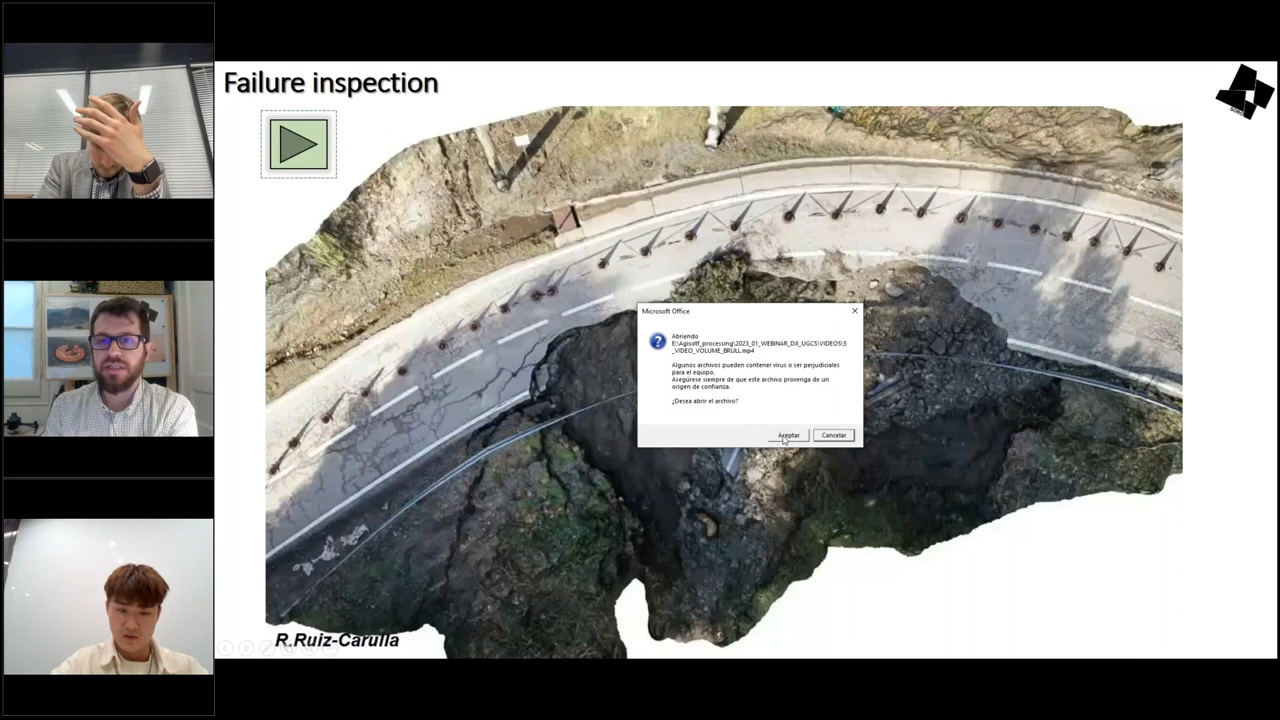 Failure inspection
Microsoft Office
Abriendo
E:\Agisoft_processing\2023_01_WEBINAR_DJI_UGCS\VIDEOS\5
_VIDEO_VOLUME_BRULL.mp4
Algunos archivos pueden contener virus o ser perjudiciales
para el equipo.
Asegúrese siempre de que este archivo provenga de un
origen de confianza.
¿Desea abrir el archivo?
Aceptar Cancelar
R.Ruiz-Carulla